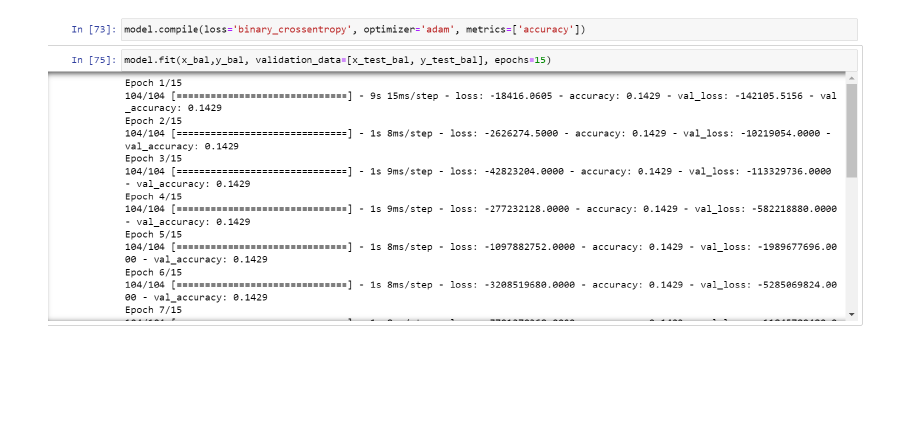 In [73]: model.compile(loss='binary_crossentropy', optimizer='adam', metrics=['accuracy'])
In [75]: model.fit(x_bal,y_bal, validation_data=[x_test_bal, y_test_bal], epochs=15)
Epoch 1/15
104/104 [==============================] - 9s 15ms/step - loss: -18416.0605 - accuracy: 0.1429 - val_loss: -142105.5156 - val
_accuracy: 0.1429
Epoch 2/15
104/104 [==============================] - 1s 8ms/step - loss: -2626274.5000 - accuracy: 0.1429 - val_loss: -10219054.0000 -
val_accuracy: 0.1429
Epoch 3/15
104/104 [==============================] - 1s 9ms/step - loss: -42823204.0000 - accuracy: 0.1429 - val_loss: -113329736.0000
- val_accuracy: 0.1429
Epoch 4/15
104/104 [==============================] - 1s 9ms/step - loss: -277232128.0000 - accuracy: 0.1429 - val_loss: -582218880.0000
- val_accuracy: 0.1429
Epoch 5/15
104/104 [==============================] - 1s 8ms/step - loss: -1097882752.0000 - accuracy: 0.1429 - val_loss: -1989677696.00
00 - val_accuracy: 0.1429
Epoch 6/15
104/104 [==============================] - 1s 8ms/step - loss: -3208519680.0000 - accuracy: 0.1429 - val_loss: -5285069824.00
00 - val_accuracy: 0.1429
Epoch 7/15